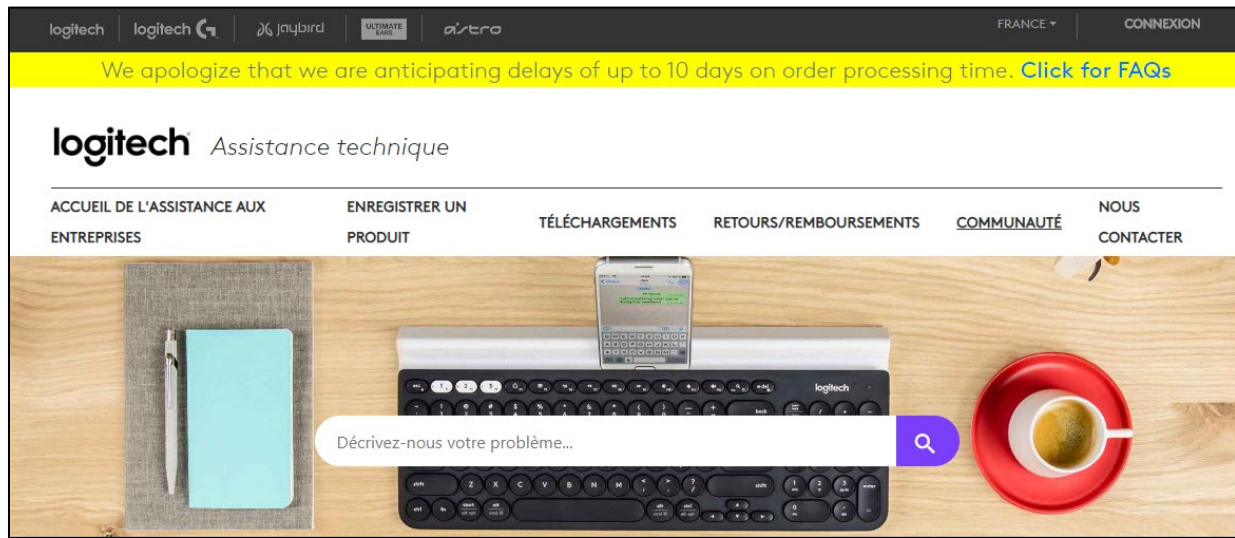 logitech
logitech G
Jaybird
ULTIMATE EARS
ASTRO
FRANCE
CONNEXION
We apologize that we are anticipating delays of up to 10 days on order processing time. Click for FAQs
logitech Assistance technique
ACCUEIL DE L'ASSISTANCE AUX ENTREPRISES
ENREGISTRER UN PRODUIT
TÉLÉCHARGEMENTS
RETOURS/REMBOURSEMENTS
COMMUNAUTÉ
NOUS CONTACTER
logitech
Décrivez-nous votre problème...
shift Z X C V B N M shift